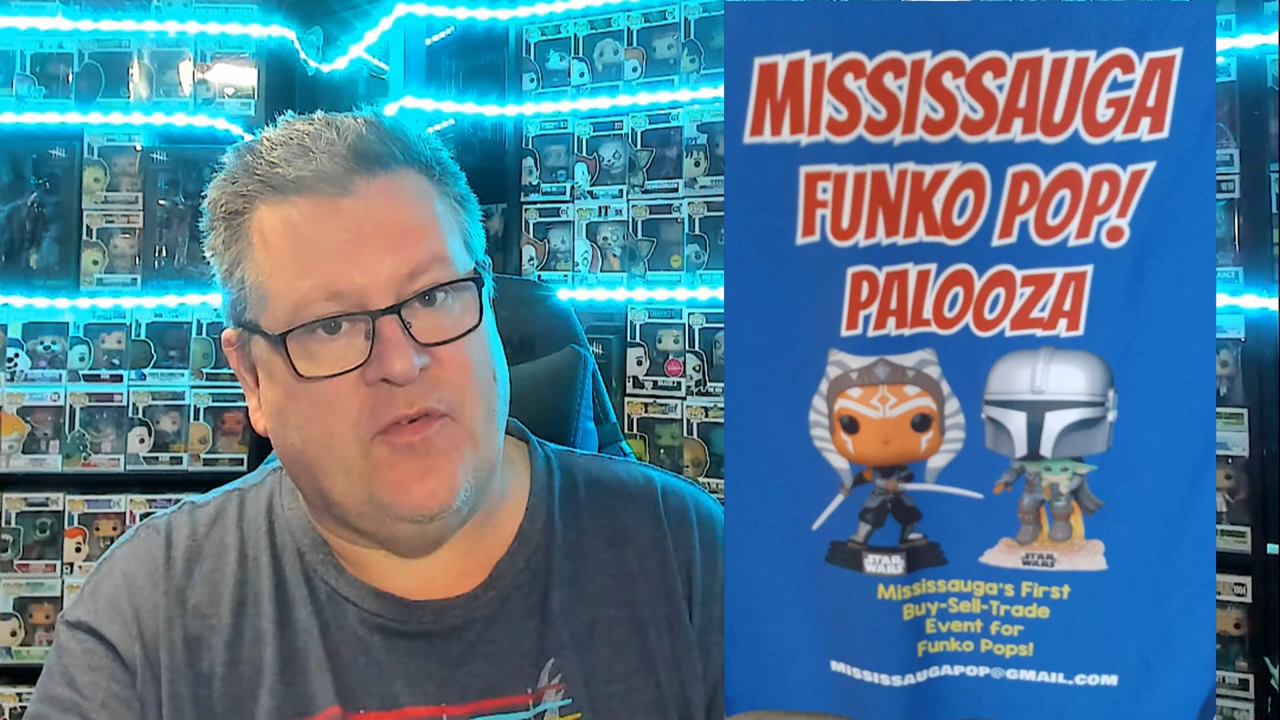 MISSISSAUGA
FUNKO POP!
PALOOZA
STAR
WARS
STAR
WARS
Mississauga's First
Buy-Sell-Trade
Event for
Funko Pops!
MISSISSAUGAPOP@GMAIL.COM